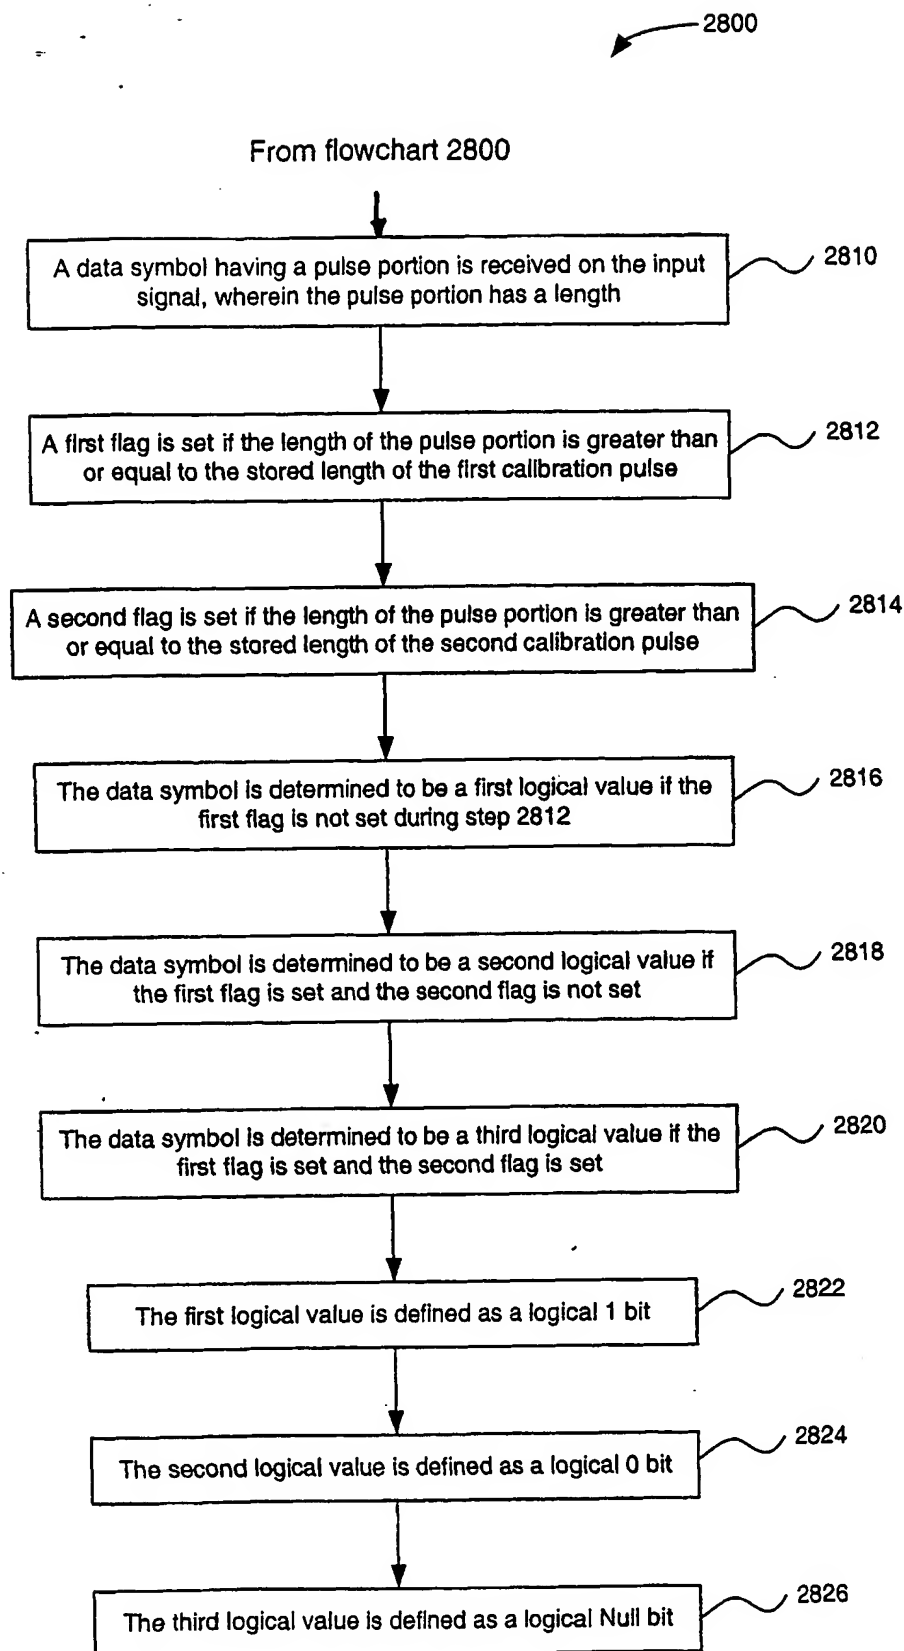 2800
From flowchart 2800
A data symbol having a pulse portion is received on the input
signal, wherein the pulse portion has a length
2810
A first flag is set if the length of the pulse portion is greater than
or equal to the stored length of the first calibration pulse
2812
A second flag is set if the length of the pulse portion is greater than
or equal to the stored length of the second calibration pulse
2814
The data symbol is determined to be a first logical value if the
first flag is not set during step 2812
2816
The data symbol is determined to be a second logical value if
the first flag is set and the second flag is not set
2818
The data symbol is determined to be a third logical value if the
first flag is set and the second flag is set
2820
The first logical value is defined as a logical 1 bit
2822
The second logical value is defined as a logical 0 bit
2824
The third logical value is defined as a logical Null bit
2826